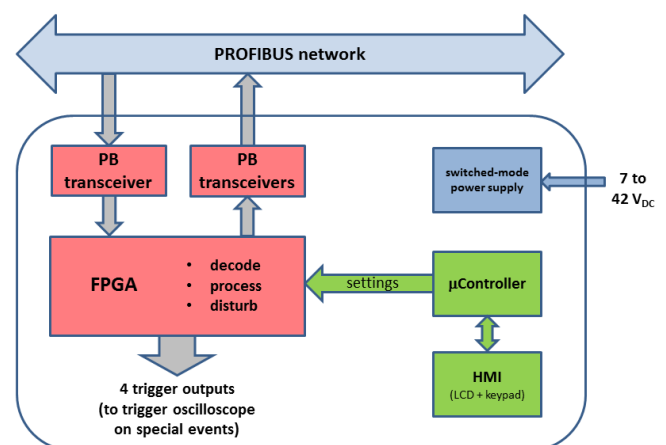 PROFIBUS network
PB
transceiver
PB
transceivers
switched-mode
power supply
7 to
42 V_DC
FPGA
• decode
• process
• disturb
settings
µController
HMI
(LCD + keypad)
4 trigger outputs
(to trigger oscilloscope
on special events)